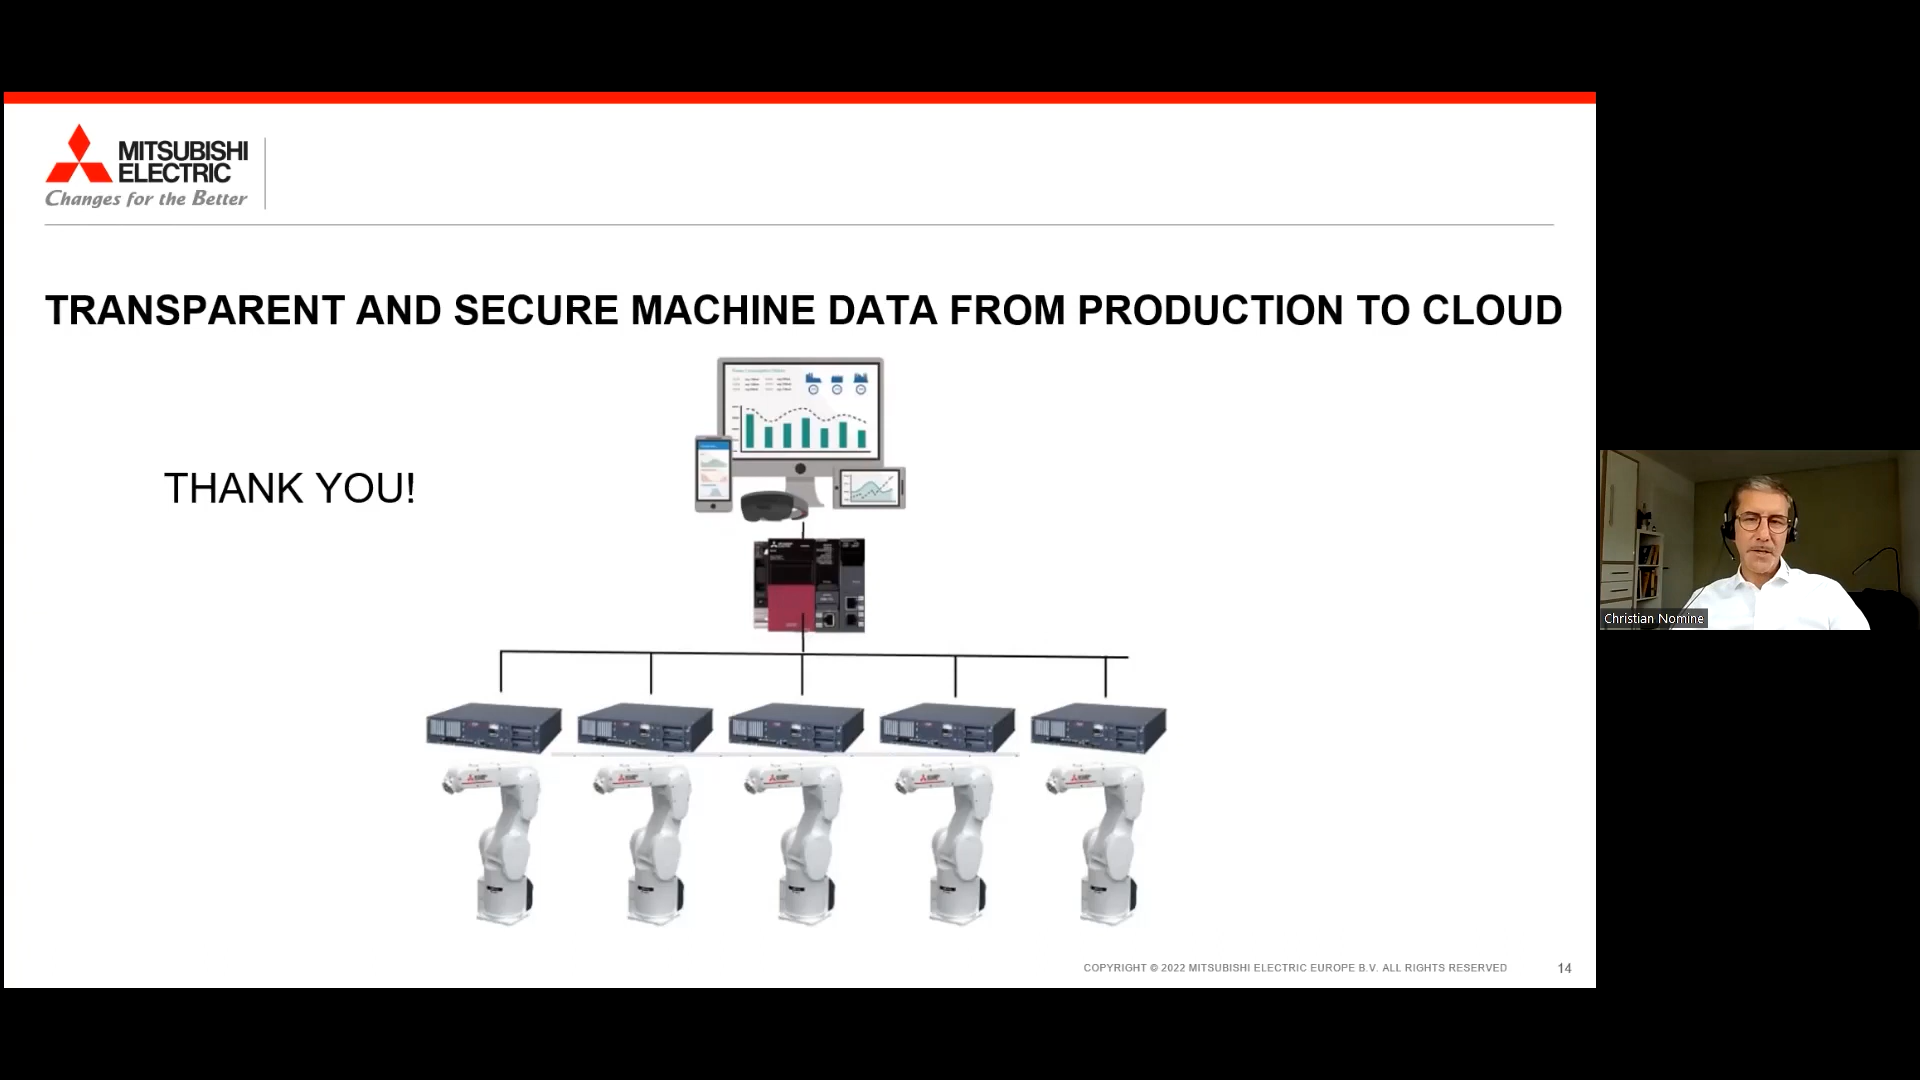 MITSUBISHI
ELECTRIC
Changes for the Better
TRANSPARENT AND SECURE MACHINE DATA FROM PRODUCTION TO CLOUD
THANK YOU!
Christian Nomine
COPYRIGHT © 2022 MITSUBISHI ELECTRIC EUROPE B.V. ALL RIGHTS RESERVED
14